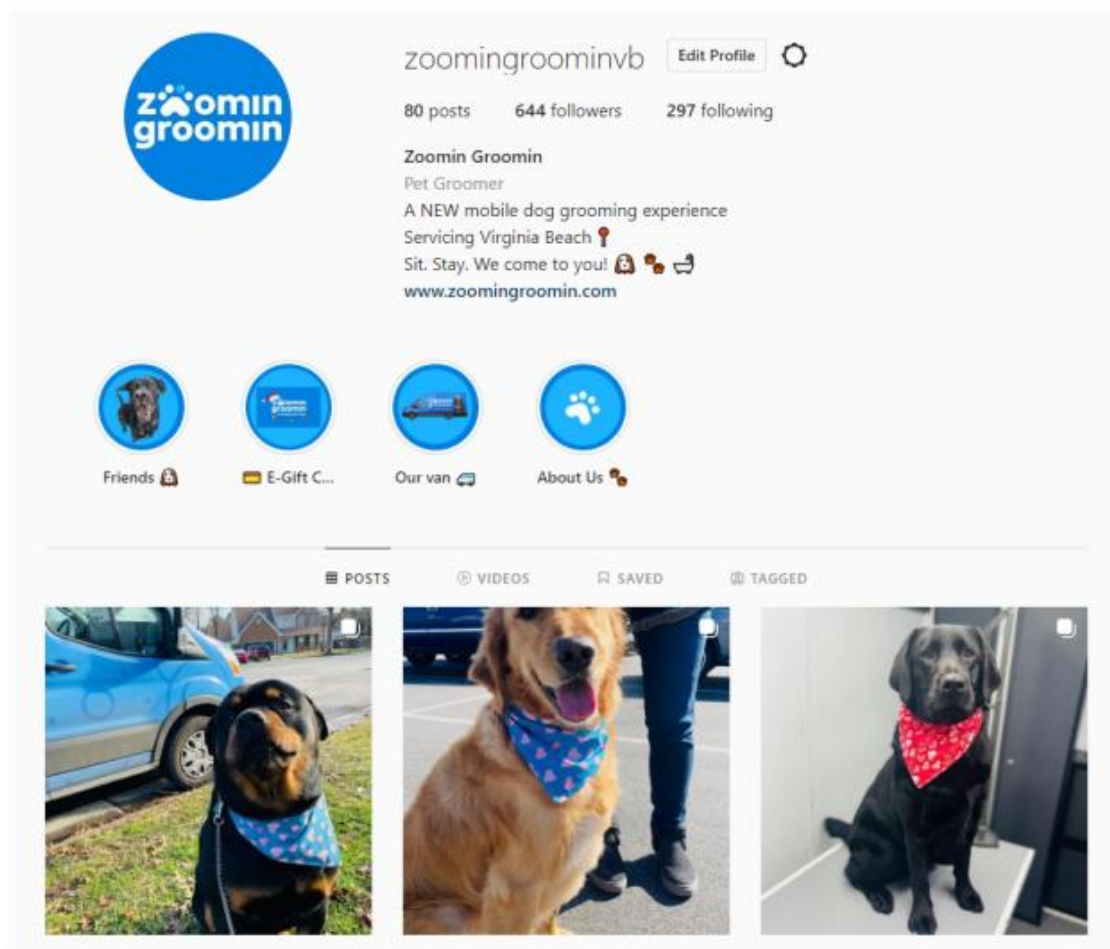 zoomin
groomin
zoomingroominvb Edit Profile
80 posts 644 followers 297 following
Zoomin Groomin
Pet Groomer
A NEW mobile dog grooming experience
Servicing Virginia Beach 📍
Sit. Stay. We come to you! 🐶 🐾 🛁
www.zoomingroomin.com
zoomin
groomin
Friends 🐶 💳 E-Gift C... Our van 🚐 About Us 🐾
POSTS VIDEOS SAVED TAGGED